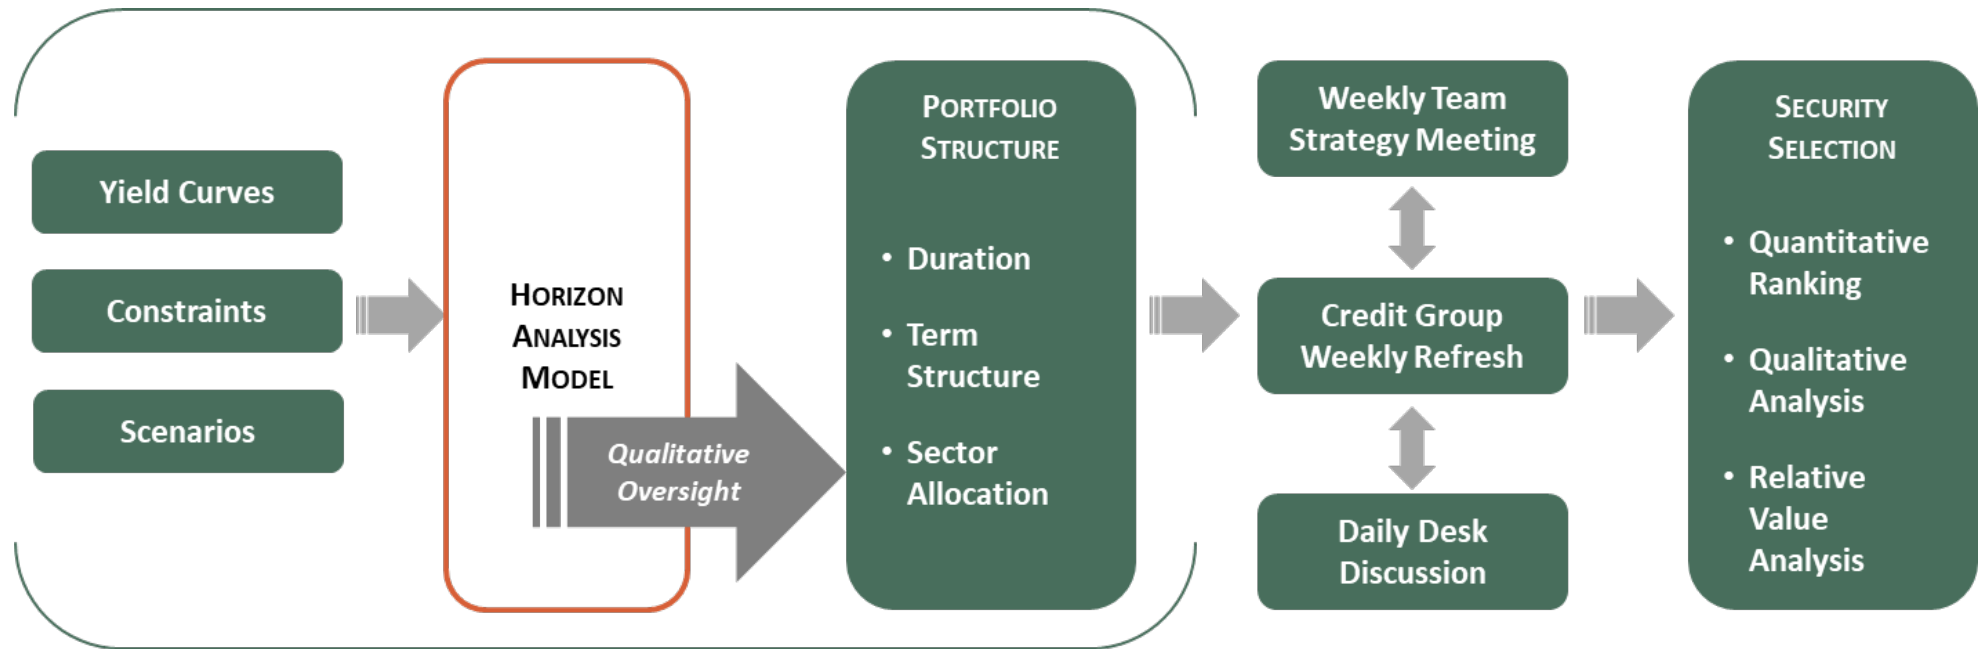 Yield Curves
Constraints
Scenarios
HORIZON
ANALYSIS
MODEL
Qualitative
Oversight
PORTFOLIO
STRUCTURE
• Duration
• Term
Structure
• Sector
Allocation
Weekly Team
Strategy Meeting
Credit Group
Weekly Refresh
Daily Desk
Discussion
SECURITY
SELECTION
• Quantitative
Ranking
• Qualitative
Analysis
• Relative
Value
Analysis